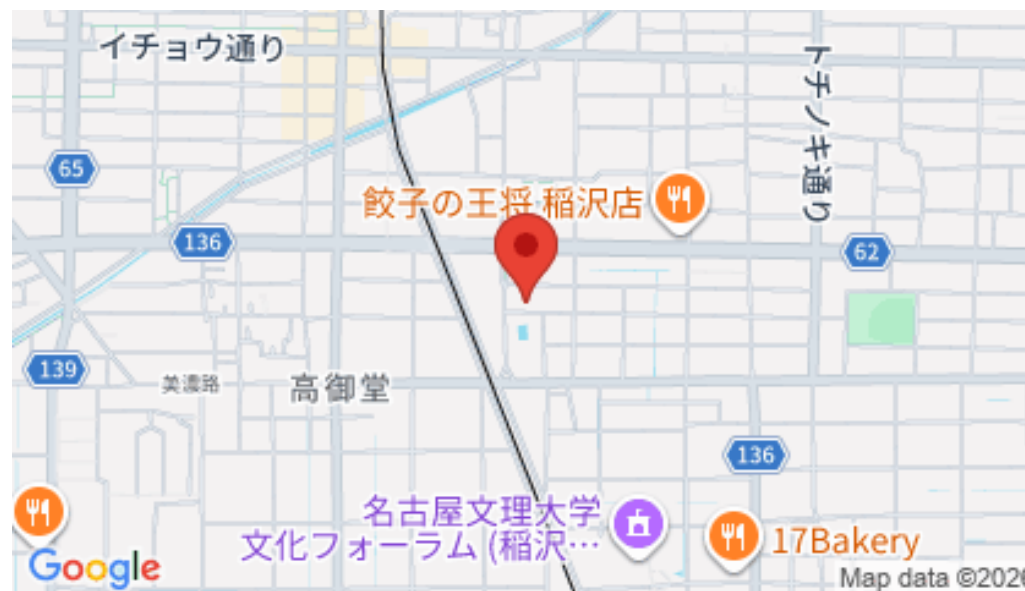 イチョウ通り
トチノキ通り
65
餃子の王将 稲沢店
136
62
139
美濃路
高御堂
136
名古屋文理大学
文化フォーラム (稲沢…
17Bakery
Google
Map data ©2026